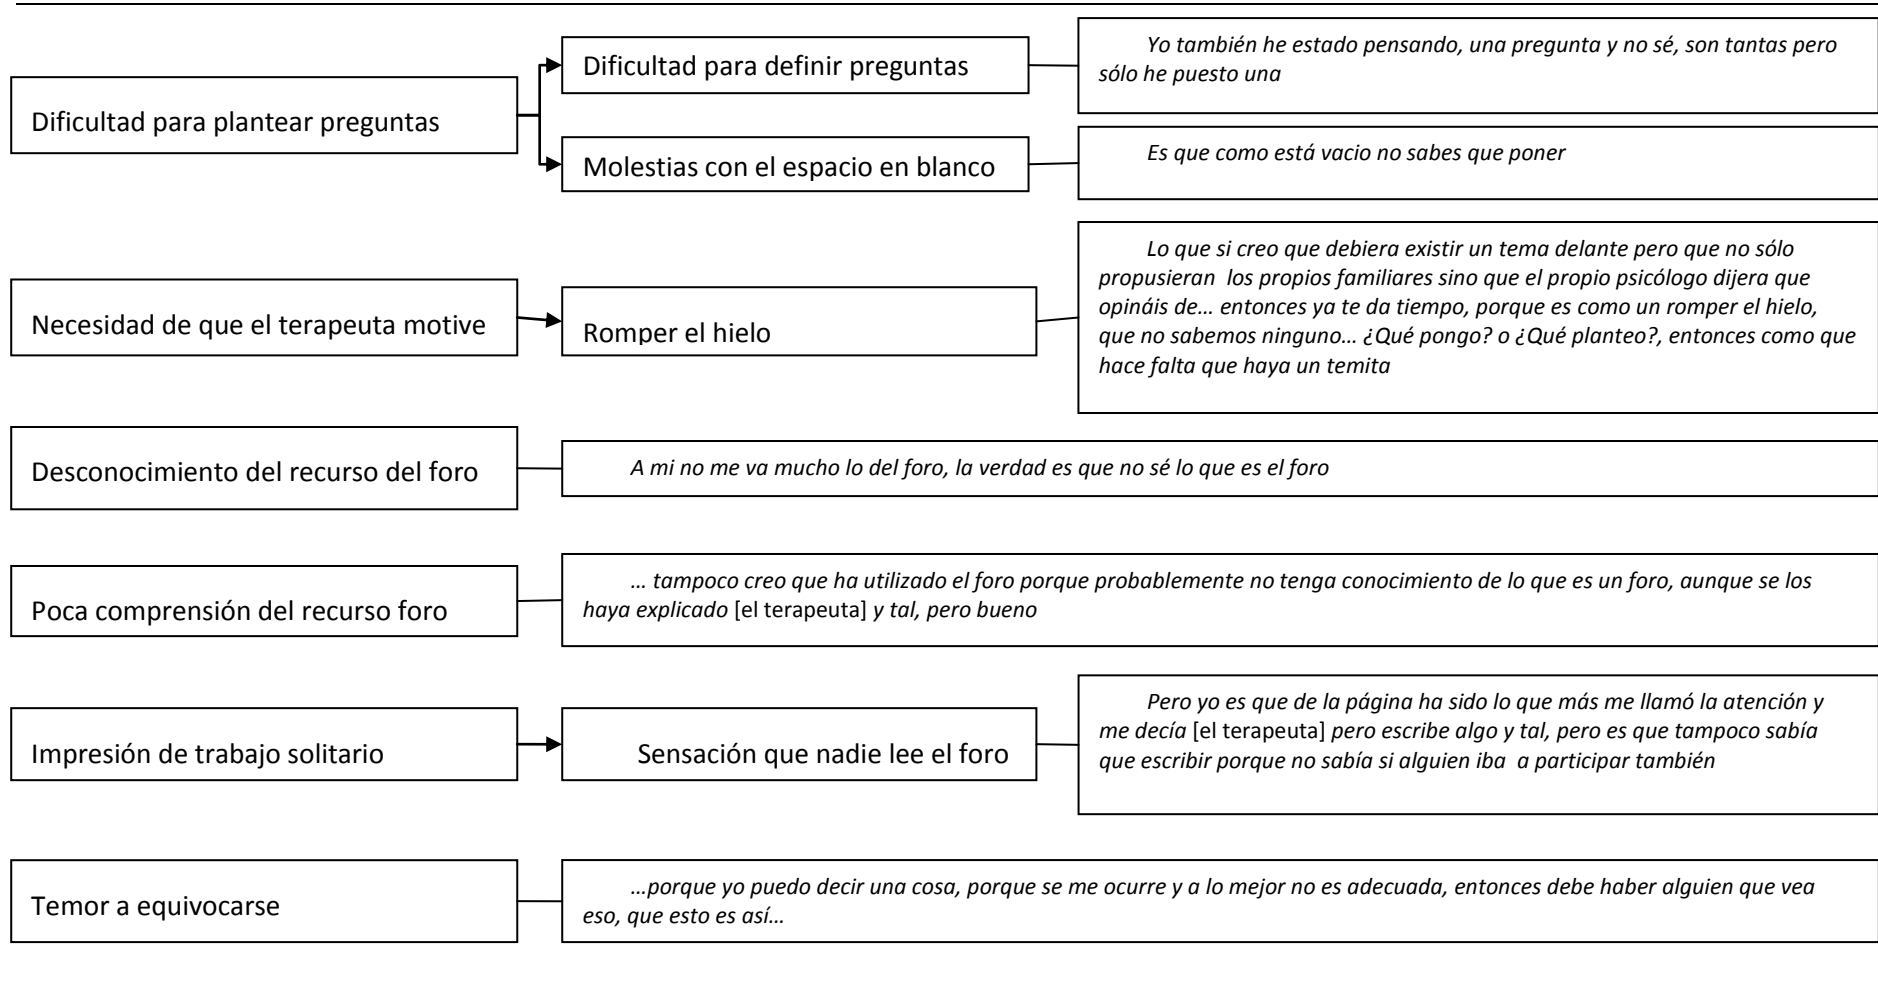 Dificultad para plantear preguntas
Dificultad para definir preguntas
Yo también he estado pensando, una pregunta y no sé, son tantas pero
sólo he puesto una
Molestias con el espacio en blanco
Es que como está vacio no sabes que poner
Necesidad de que el terapeuta motive
Romper el hielo
Lo que si creo que debiera existir un tema delante pero que no sólo
propusieran los propios familiares sino que el propio psicólogo dijera que
opináis de... entonces ya te da tiempo, porque es como un romper el hielo,
que no sabemos ninguno... ¿Qué pongo? o ¿Qué planteo?, entonces como que
hace falta que haya un temita
Desconocimiento del recurso del foro
A mi no me va mucho lo del foro, la verdad es que no sé lo que es el foro
Poca comprensión del recurso foro
... tampoco creo que ha utilizado el foro porque probablemente no tenga conocimiento de lo que es un foro, aunque se los
haya explicado [el terapeuta] y tal, pero bueno
Impresión de trabajo solitario
Sensación que nadie lee el foro
Pero yo es que de la página ha sido lo que más me llamó la atención y
me decía [el terapeuta] pero escribe algo y tal, pero es que tampoco sabía
que escribir porque no sabía si alguien iba a participar también
Temor a equivocarse
...porque yo puedo decir una cosa, porque se me ocurre y a lo mejor no es adecuada, entonces debe haber alguien que vea
eso, que esto es así...